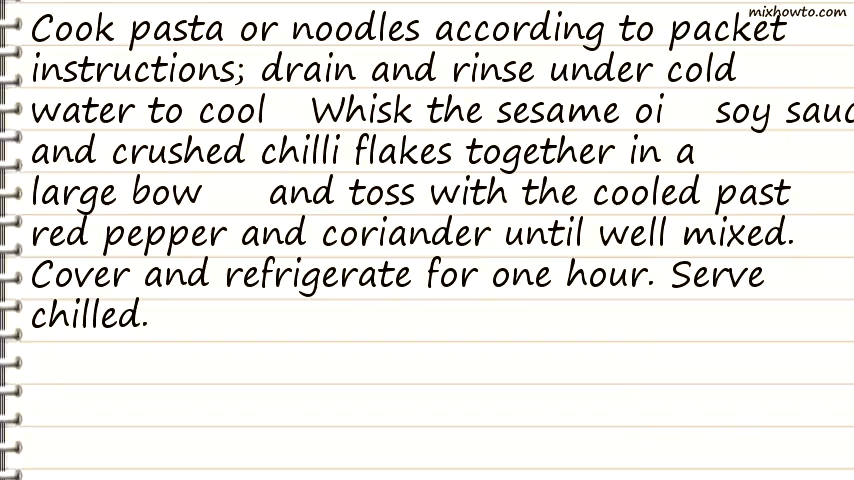 mixhowto.com
Cook pasta or noodles according to packet
instructions; drain and rinse under cold
water to cool Whisk the sesame oi soy sauc
and crushed chilli flakes together in a
large bow and toss with the cooled past
red pepper and coriander until well mixed.
Cover and refrigerate for one hour. Serve
chilled.